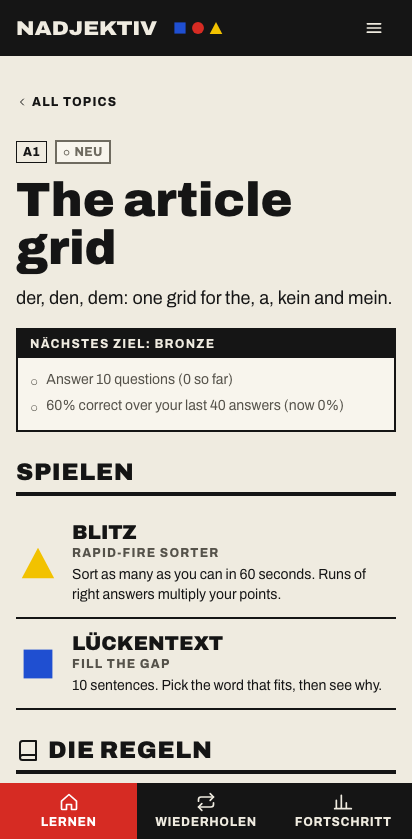 NADJEKTIV
ALL TOPICS
A1
NEU
The article
grid
der, den, dem: one grid for the, a, kein and mein.
NÄCHSTES ZIEL: BRONZE
Answer 10 questions (0 so far)
60% correct over your last 40 answers (now 0%)
SPIELEN
BLITZ
RAPID-FIRE SORTER
Sort as many as you can in 60 seconds. Runs of
right answers multiply your points.
LÜCKENTEXT
FILL THE GAP
10 sentences. Pick the word that fits, then see why.
DIE REGELN
LERNEN
WIEDERHOLEN
FORTSCHRITT